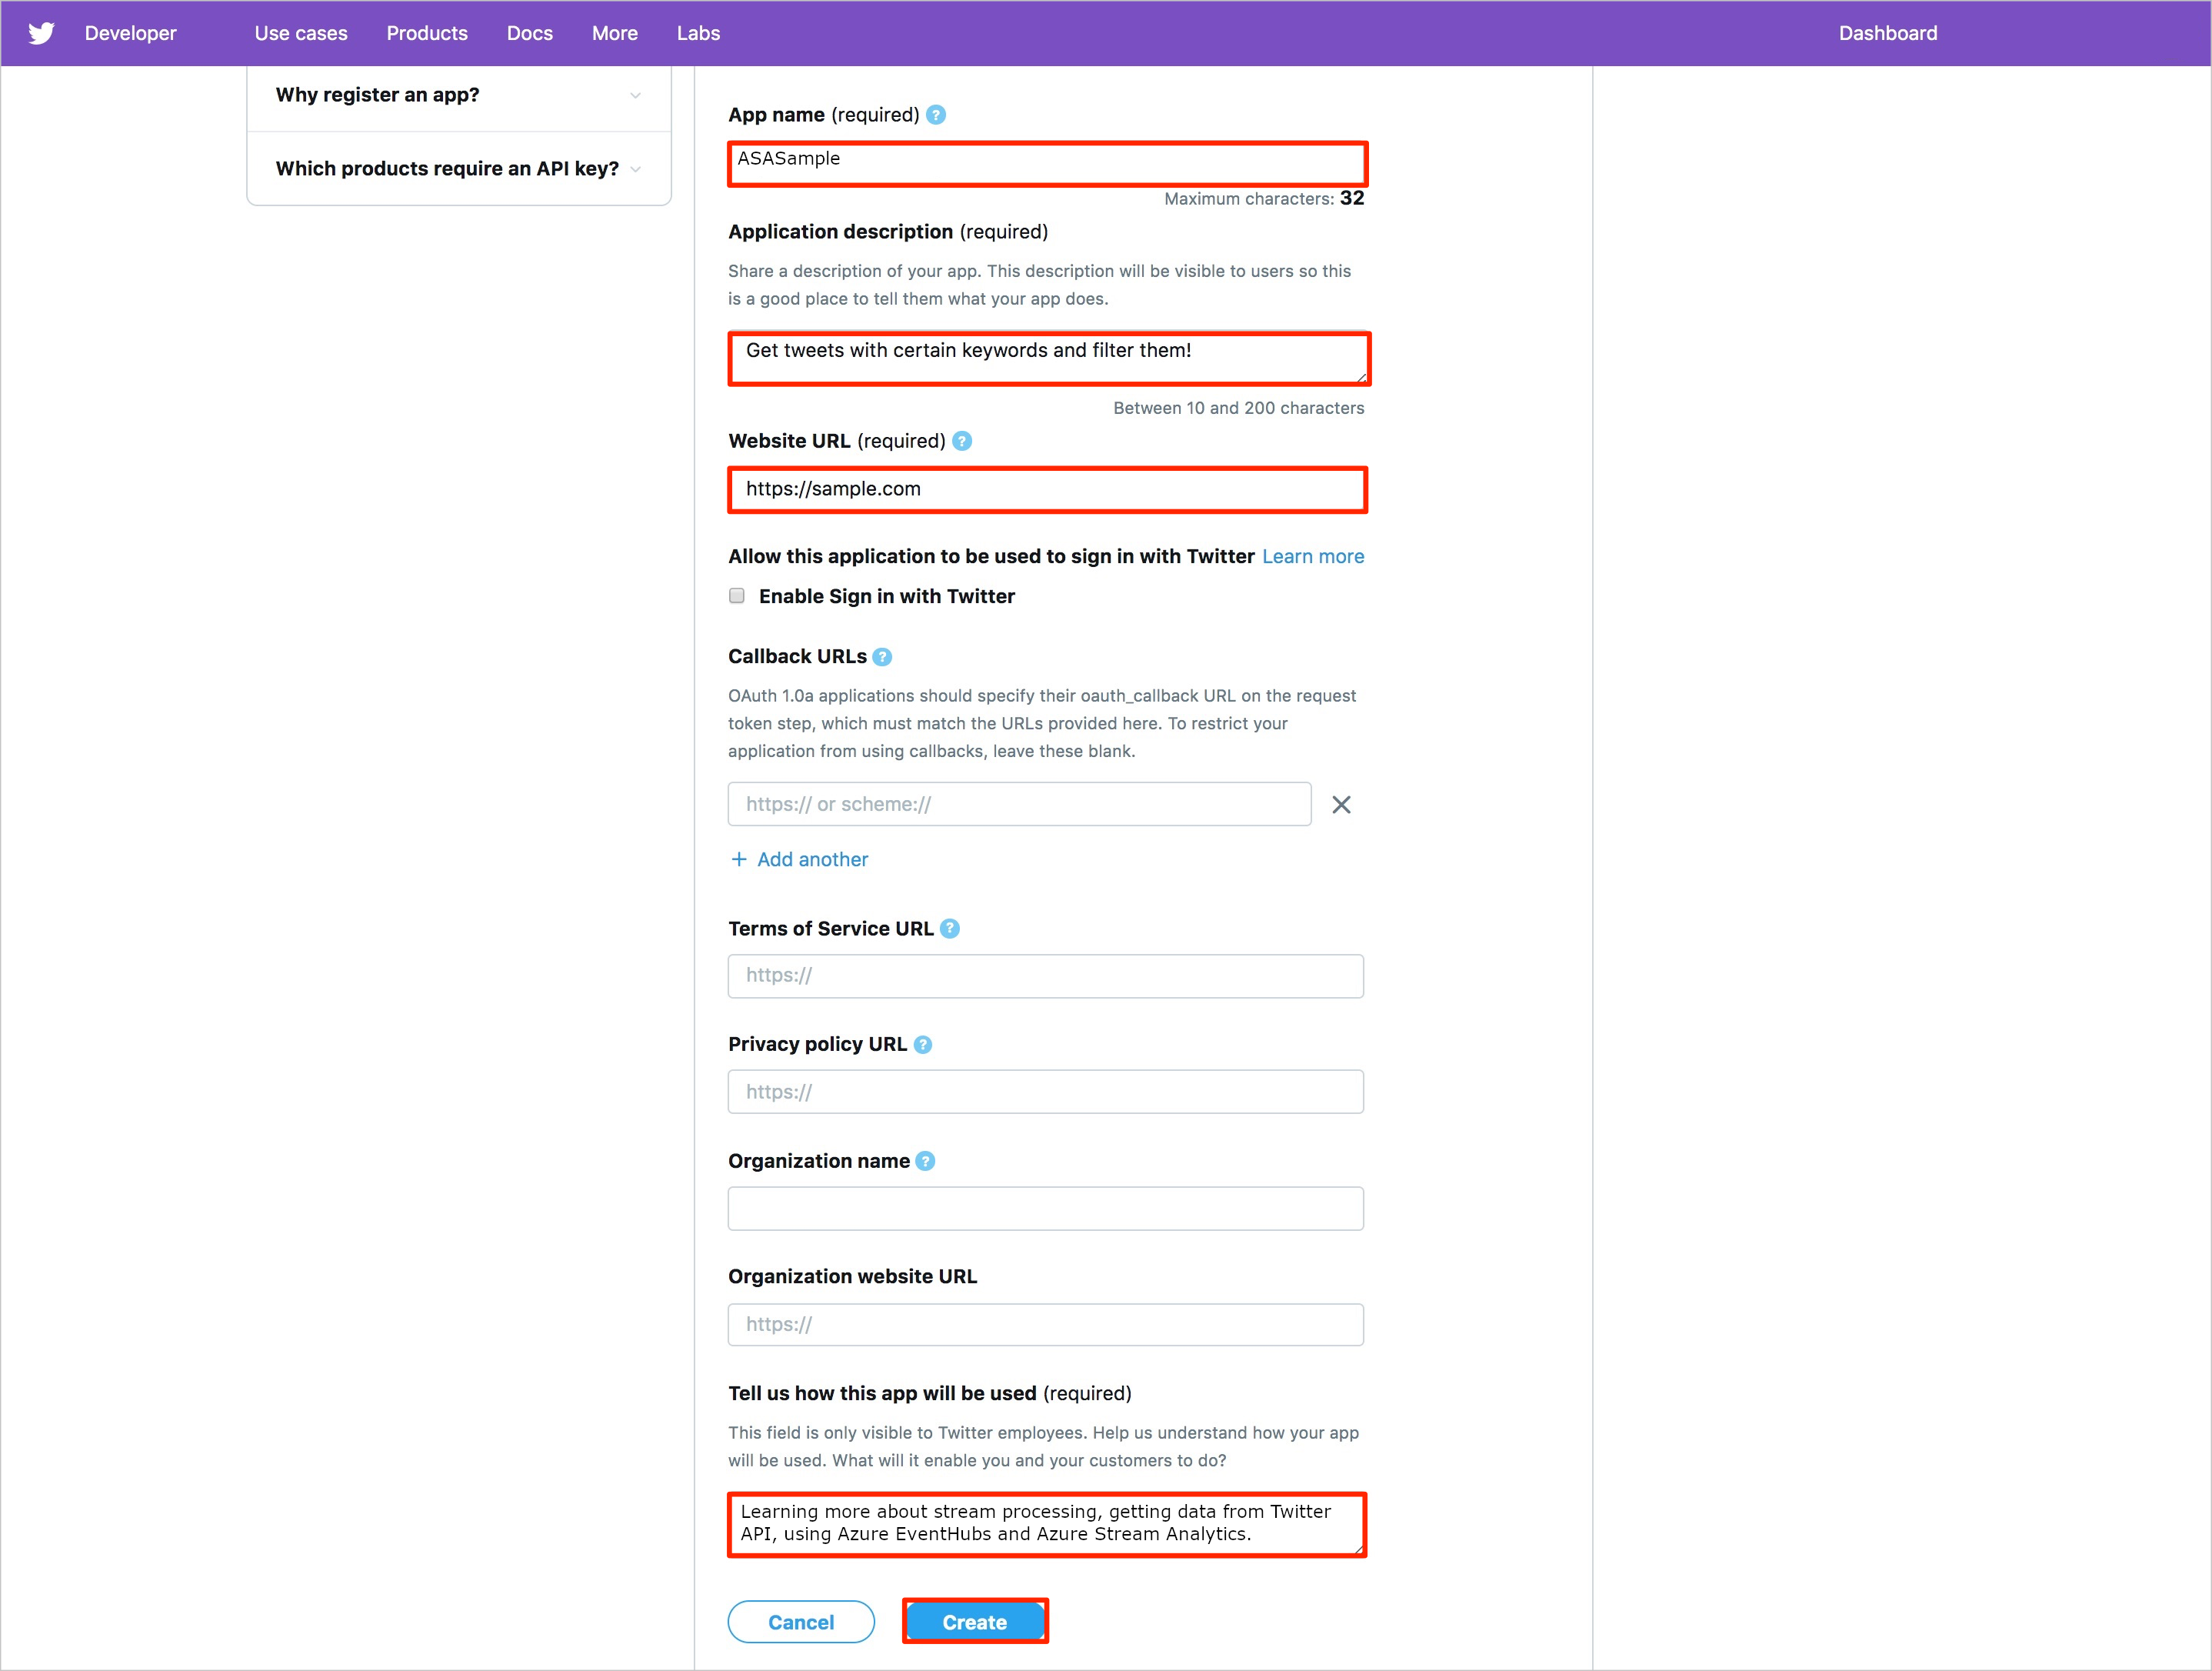 Developer Use cases Products Docs More Labs Dashboard
Why register an app?
Which products require an API key?
App name (required) ?
ASASample
Maximum characters: 32
Application description (required)
Share a description of your app. This description will be visible to users so this
is a good place to tell them what your app does.
Get tweets with certain keywords and filter them!
Between 10 and 200 characters
Website URL (required) ?
https://sample.com
Allow this application to be used to sign in with Twitter Learn more
Enable Sign in with Twitter
Callback URLs ?
OAuth 1.0a applications should specify their oauth_callback URL on the request
token step, which must match the URLs provided here. To restrict your
application from using callbacks, leave these blank.
https:// or scheme://
+ Add another
Terms of Service URL ?
https://
Privacy policy URL ?
https://
Organization name ?
Organization website URL
https://
Tell us how this app will be used (required)
This field is only visible to Twitter employees. Help us understand how your app
will be used. What will it enable you and your customers to do?
Learning more about stream processing, getting data from Twitter
API, using Azure EventHubs and Azure Stream Analytics.
Cancel Create